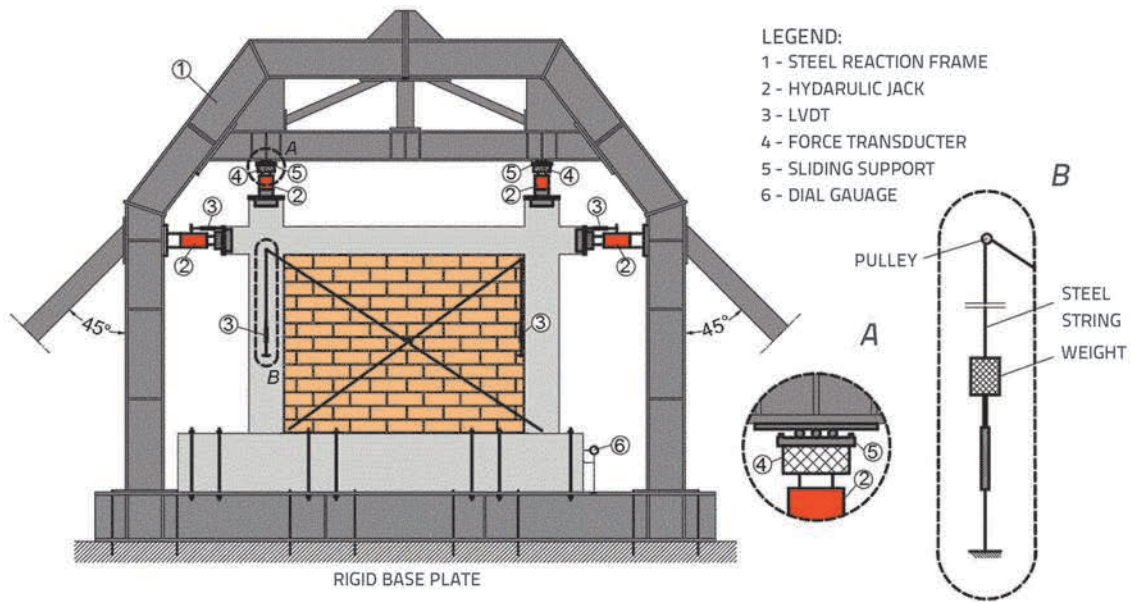 LEGEND:
1 - STEEL REACTION FRAME
2 - HYDARULIC JACK
3 - LVDT
4 - FORCE TRANSDUCTER
5 - SLIDING SUPPORT
6 - DIAL GAUAGE
①
A
④ ⑤
②
⑤ ④
②
③
②
③
②
45°
③
B
③
45°
⑥
RIGID BASE PLATE
A
④
⑤
②
B
PULLEY
STEEL
STRING
WEIGHT